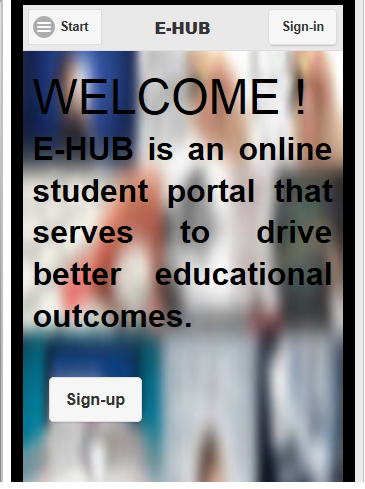 Start
E-HUB
Sign-in
WELCOME !
E-HUB is an online
student portal that
serves to drive
better educational
outcomes.
Sign-up